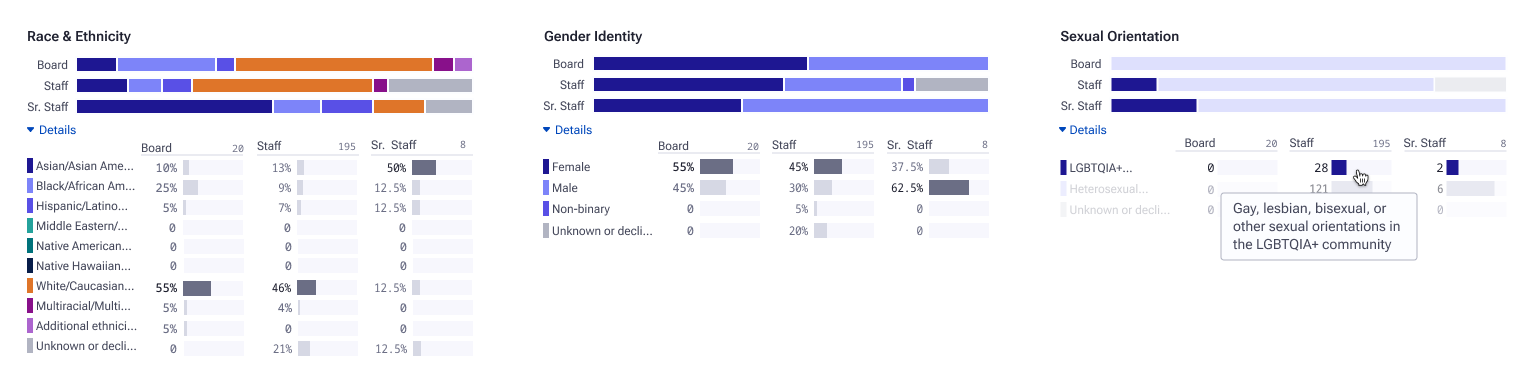 Race & Ethnicity
Board
Staff
Sr. Staff
Details
Board 20 Staff 195 Sr. Staff 8
Asian/Asian Ame... 10% 13% 50%
Black/African Am... 25% 9% 12.5%
Hispanic/Latino... 5% 7% 12.5%
Middle Eastern/... 0 0 0
Native American... 0 0 0
Native Hawaiian... 0 0 0
White/Caucasian... 55% 46% 12.5%
Multiracial/Multi... 5% 4% 0
Additional ethnici... 5% 0 0
Unknown or decli... 0 21% 12.5%
Gender Identity
Board
Staff
Sr. Staff
Details
Board 20 Staff 195 Sr. Staff 8
Female 55% 45% 37.5%
Male 45% 30% 62.5%
Non-binary 0 5% 0
Unknown or decli... 0 20% 0
Sexual Orientation
Board
Staff
Sr. Staff
Details
Board 20 Staff 195 Sr. Staff 8
LGBTQIA+... 0 28 2
Heterosexual... 0 121 6
Unknown or decli... 0 0
Gay, lesbian, bisexual, or
other sexual orientations in
the LGBTQIA+ community